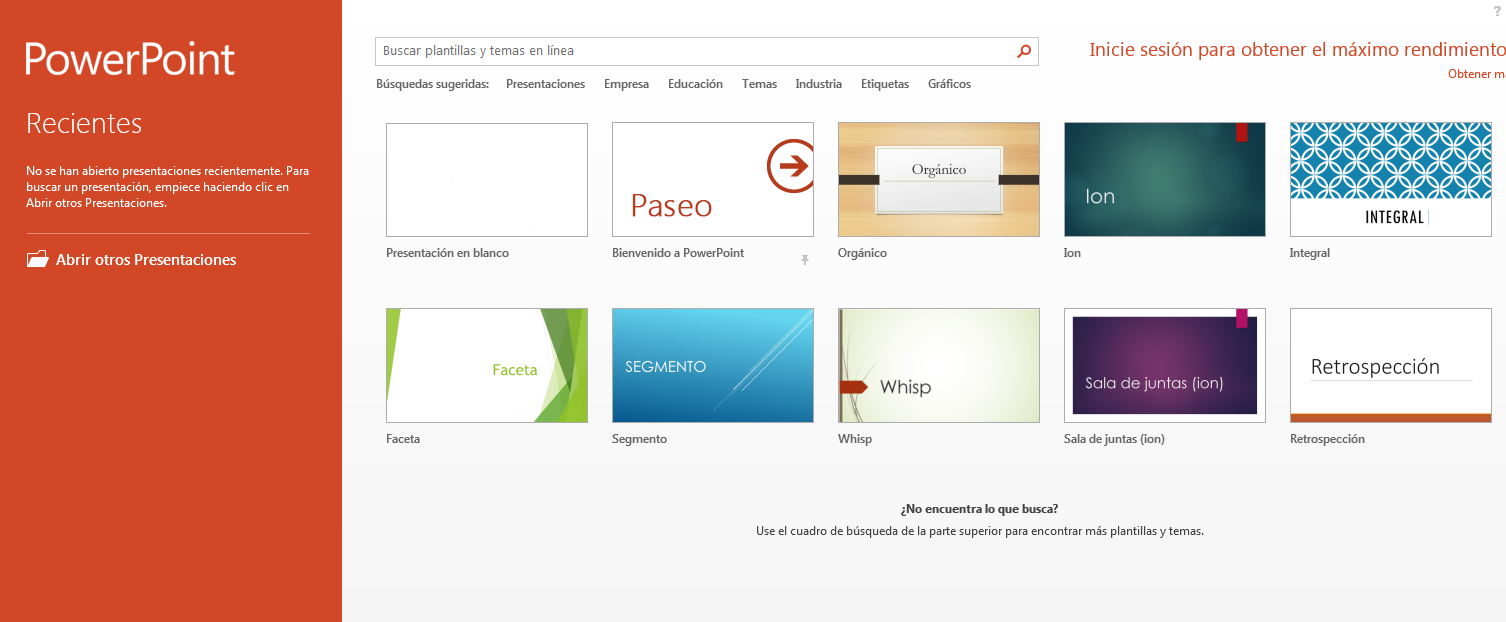 PowerPoint
Recientes
No se han abierto presentaciones recientemente. Para
buscar un presentación, empiece haciendo clic en
Abrir otros Presentaciones.
Abrir otros Presentaciones
?
Buscar plantillas y temas en línea
Inicie sesión para obtener el máximo rendimiento
Obtener m
Búsquedas sugeridas: Presentaciones Empresa Educación Temas Industria Etiquetas Gráficos
Paseo
Orgánico
Ion
INTEGRAL
Presentación en blanco
Bienvenido a PowerPoint
Orgánico
Ion
Integral
Faceta
SEGMENTO
Whisp
Sala de juntas (ion)
Retrospección
Faceta
Segmento
Whisp
Sala de juntas (ion)
Retrospección
¿No encuentra lo que busca?
Use el cuadro de búsqueda de la parte superior para encontrar más plantillas y temas.